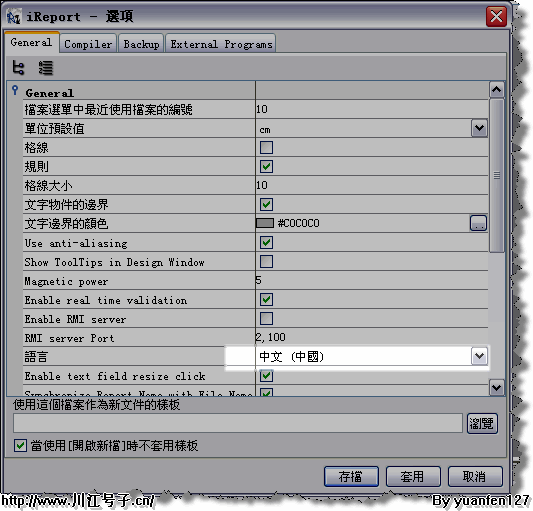 iReport - 選項
General Compiler Backup External Programs
General
檔案選單中最近使用檔案的編號 10
單位預設值 cm
格線
規則
格線大小 10
文字物件的邊界
文字邊界的顏色 #C0C0C0 ...
Use anti-aliasing
Show ToolTips in Design Window
Magnetic power 5
Enable real time validation
Enable RMI server
RMI server Port 2,100
語言 中文 (中國)
Enable text field resize click
Synchronize Report Name with File Name
使用這個檔案作為新文件的樣板
瀏覽
當使用[開啟新檔]時不套用樣板
存檔 套用 取消
http://www.川江号子.cn/ By yuanfen127